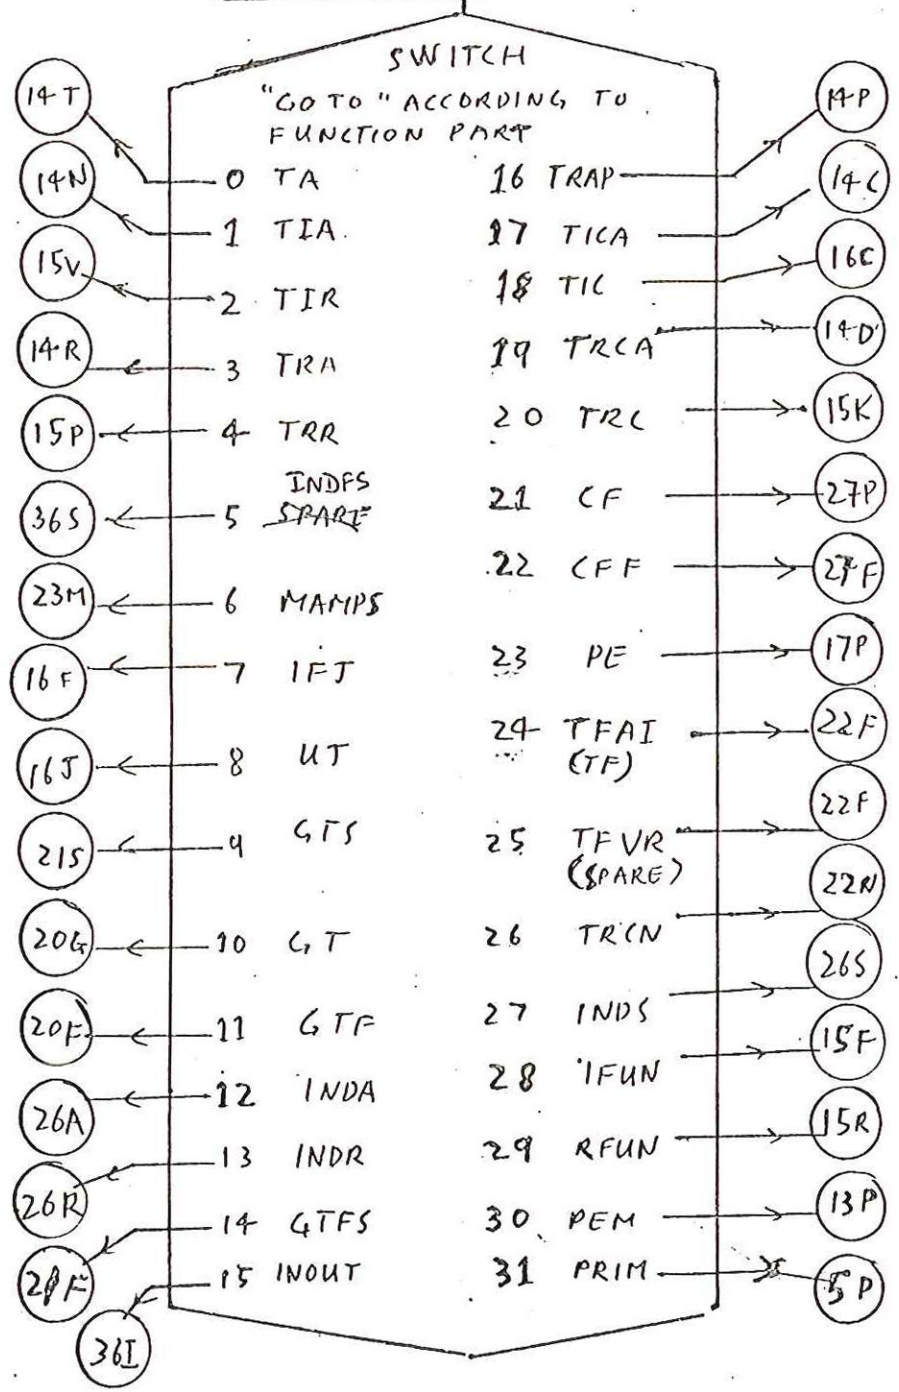 SWITCH
"GO TO" ACCORDING TO
FUNCTION PART
14T 0 TA
14N 1 TIA
15V 2 TIR
14R 3 TRA
15P 4 TRR
36S 5 INDFS
SPARE
23M 6 MAMPS
16F 7 IFJ
16J 8 UT
21S 9 GTS
20G 10 GT
20F 11 GTF
26A 12 INDA
26R 13 INDR
21F 14 GTFS
36I 15 INOUT
16 TRAP 14P
17 TICA 14C
18 TIC 16C
19 TRCA 14D
20 TRC 15K
21 CF 27P
22 CFF 27F
23 PE 17P
24 TFAI 22F
(TF)
25 TFVR 22F
(SPARE)
26 TRCN 22N
27 INDS 26S
28 IFUN 15F
29 RFUN 15R
30 PEM 13P
31 PRIM 5P